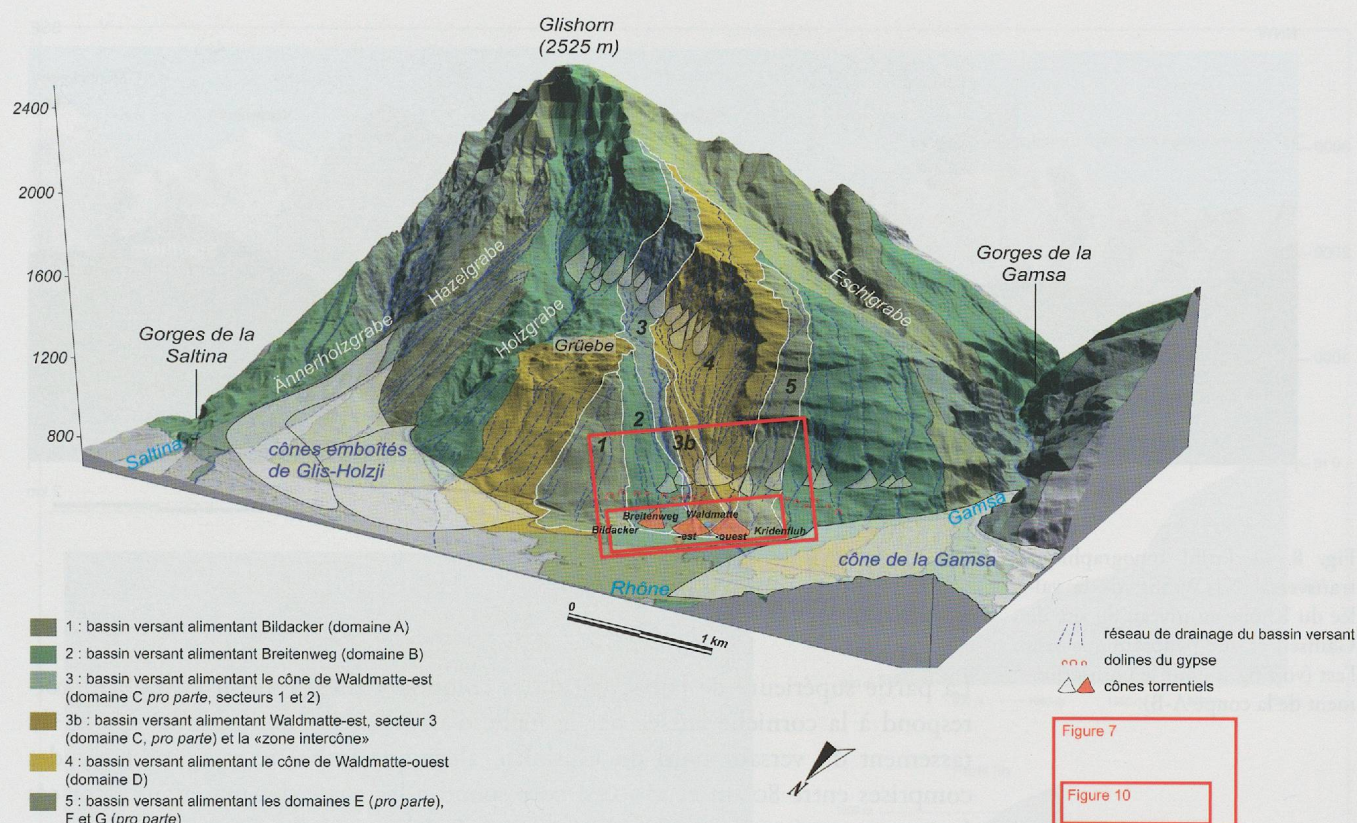 Glishorn
(2525 m)
2400
2000
1600
1200
800
Gorges de la
Saltina
Gorges de la
Gamsa
Ännerholzgrabe
Hazelgrabe
Holzgrabe
Grüebe
Eschlgrabe
3
4
5
2
1
3b
Saltina
cônes emboîtés
de Glis-Holzji
Breitenweg
Waldmatte
Bildacker
-est
-ouest
Kridenfluh
Gamsa
cône de la Gamsa
Rhône
0
1 km
N
1 : bassin versant alimentant Bildacker (domaine A)
2 : bassin versant alimentant Breitenweg (domaine B)
3 : bassin versant alimentant le cône de Waldmatte-est
(domaine C pro parte, secteurs 1 et 2)
3b : bassin versant alimentant Waldmatte-est, secteur 3
(domaine C, pro parte) et la «zone intercône»
4 : bassin versant alimentant le cône de Waldmatte-ouest
(domaine D)
5 : bassin versant alimentant les domaines E (pro parte),
F et G (pro parte)
réseau de drainage du bassin versant
dolines du gypse
cônes torrentiels
Figure 7
Figure 10